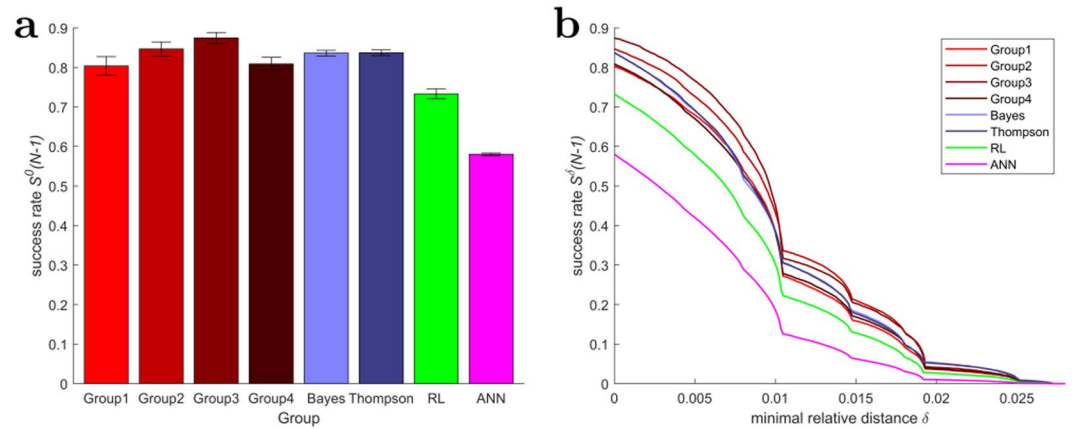 a
0.9
0.8
0.7
0.6
0.5
0.4
0.3
0.2
0.1
0
success rate S⁰(N-1)
Group1 Group2 Group3 Group4 Bayes Thompson RL ANN
Group
b
0.9
0.8
0.7
0.6
0.5
0.4
0.3
0.2
0.1
0
success rate S^δ(N-1)
0 0.005 0.01 0.015 0.02 0.025
minimal relative distance δ
Group1
Group2
Group3
Group4
Bayes
Thompson
RL
ANN